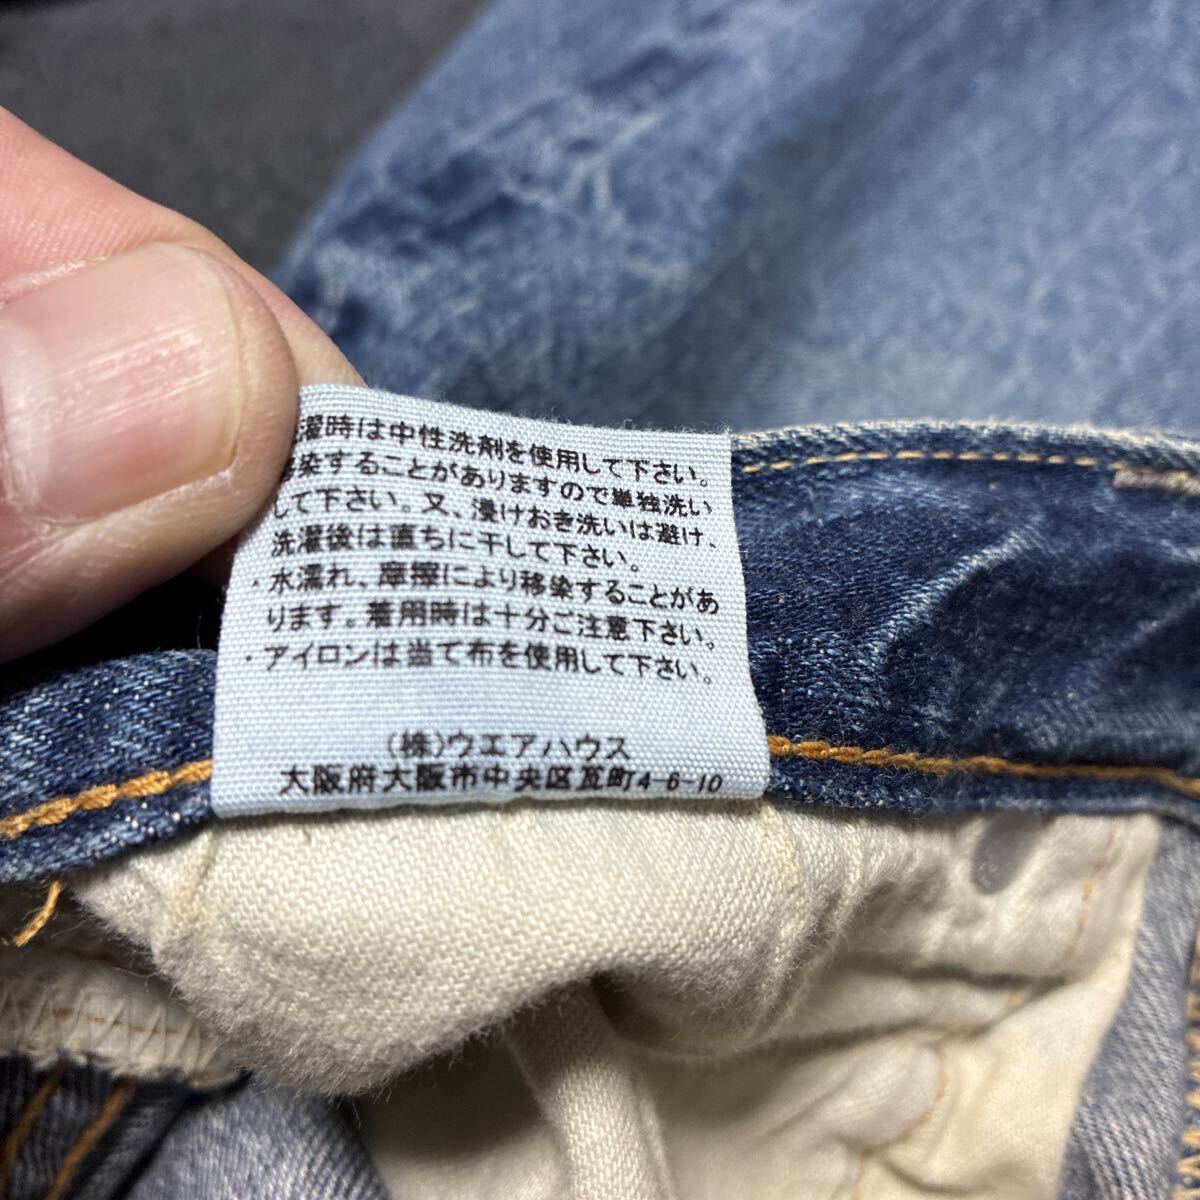 濯時は中性洗剤を使用して下さい。
移染することがありますので単独洗い
して下さい。又、浸けおき洗いは避け、
洗濯後は直ちに干して下さい。
・水濡れ、摩擦により移染することがあ
ります。着用時は十分ご注意下さい。
・アイロンは当て布を使用して下さい。
(株)ウエアハウス
大阪府大阪市中央区瓦町4-6-10